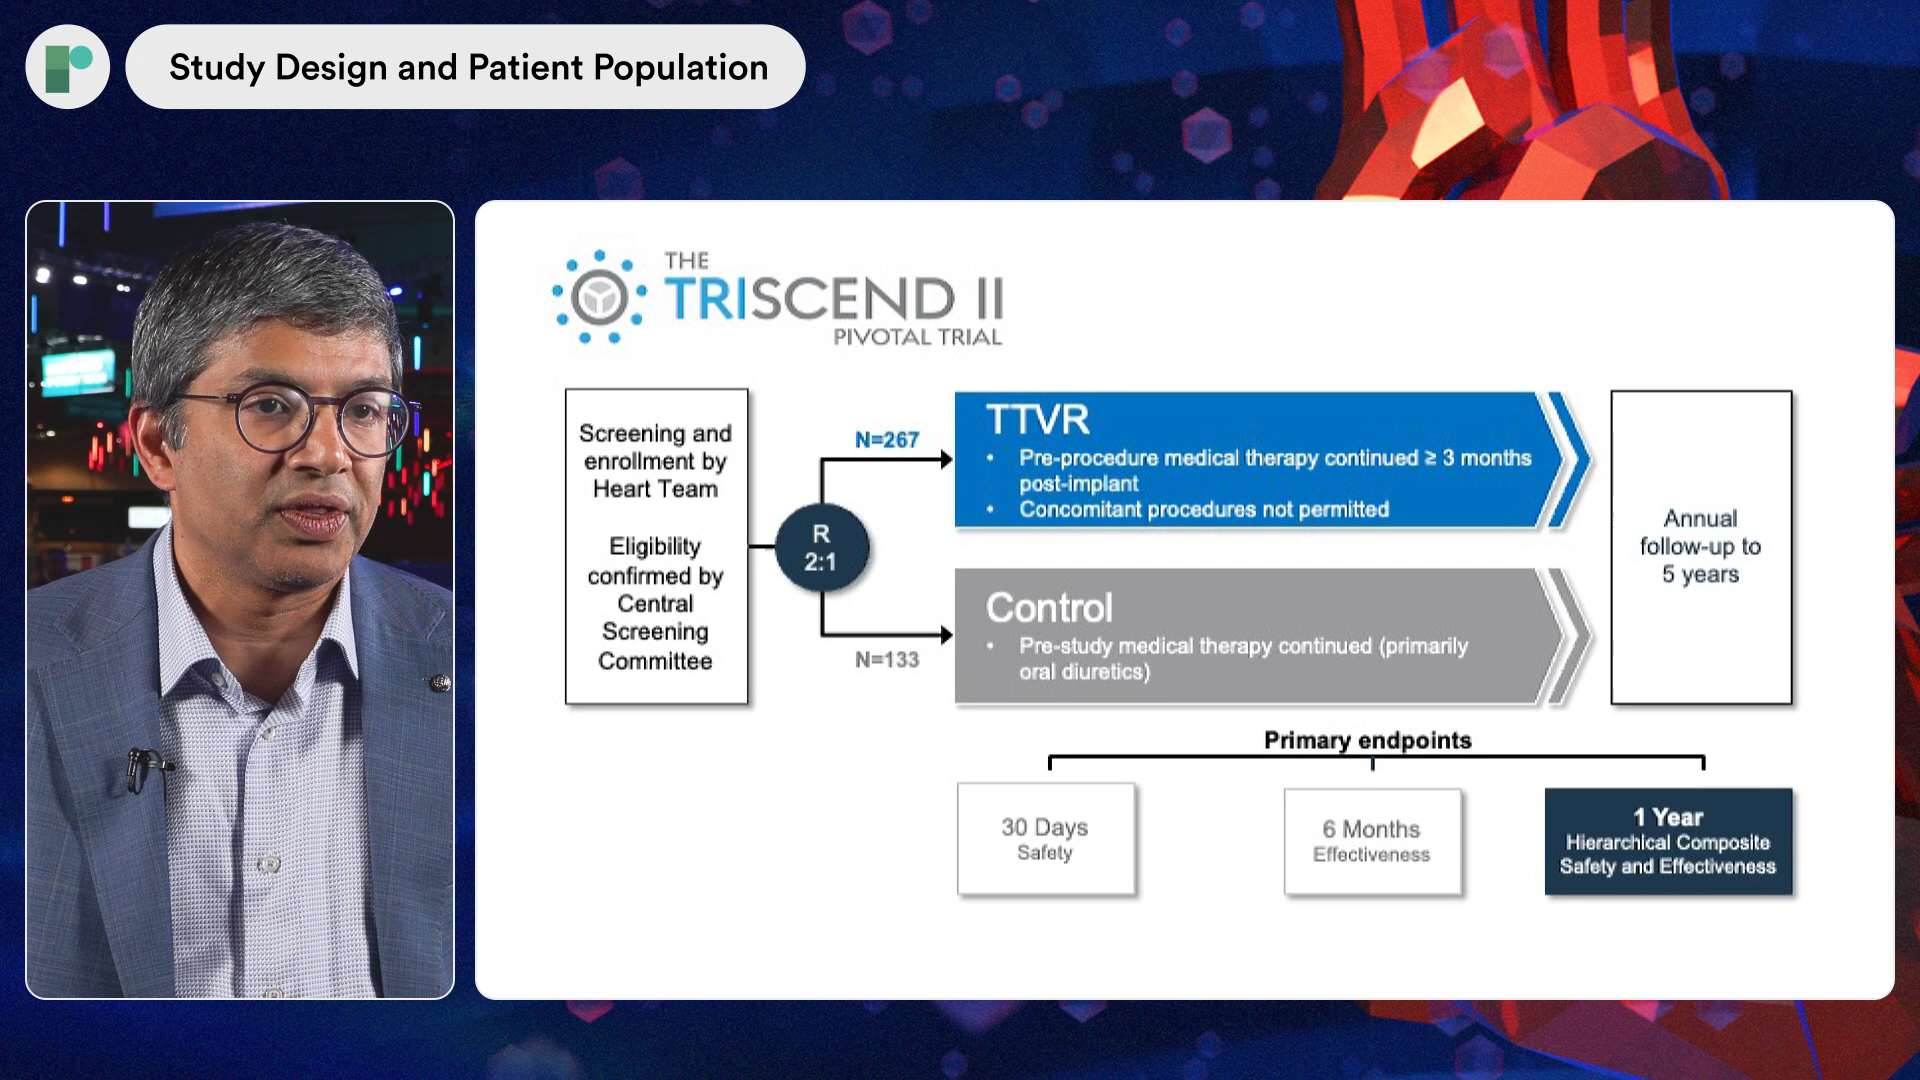 Study Design and Patient Population
THE
TRISCEND II
PIVOTAL TRIAL
Screening and
enrollment by
Heart Team
Eligibility
confirmed by
Central
Screening
Committee
R
2:1
N=267
N=133
TTVR
• Pre-procedure medical therapy continued ≥ 3 months
post-implant
• Concomitant procedures not permitted
Control
• Pre-study medical therapy continued (primarily
oral diuretics)
Annual
follow-up to
5 years
Primary endpoints
30 Days
Safety
6 Months
Effectiveness
1 Year
Hierarchical Composite
Safety and Effectiveness